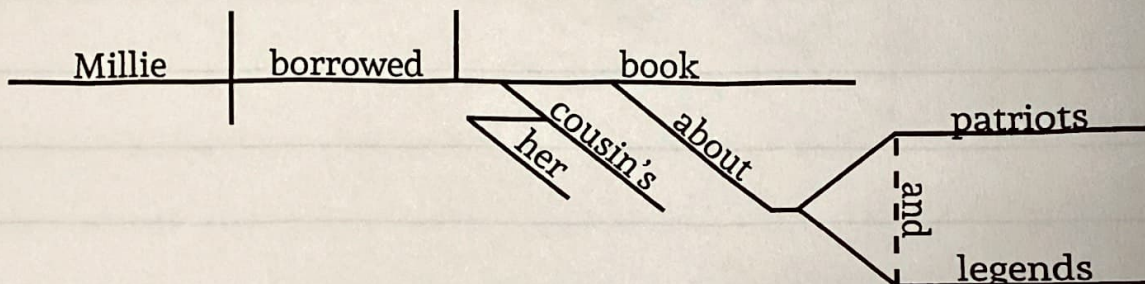 Millie borrowed book
cousin's about
her
patriots
and
legends